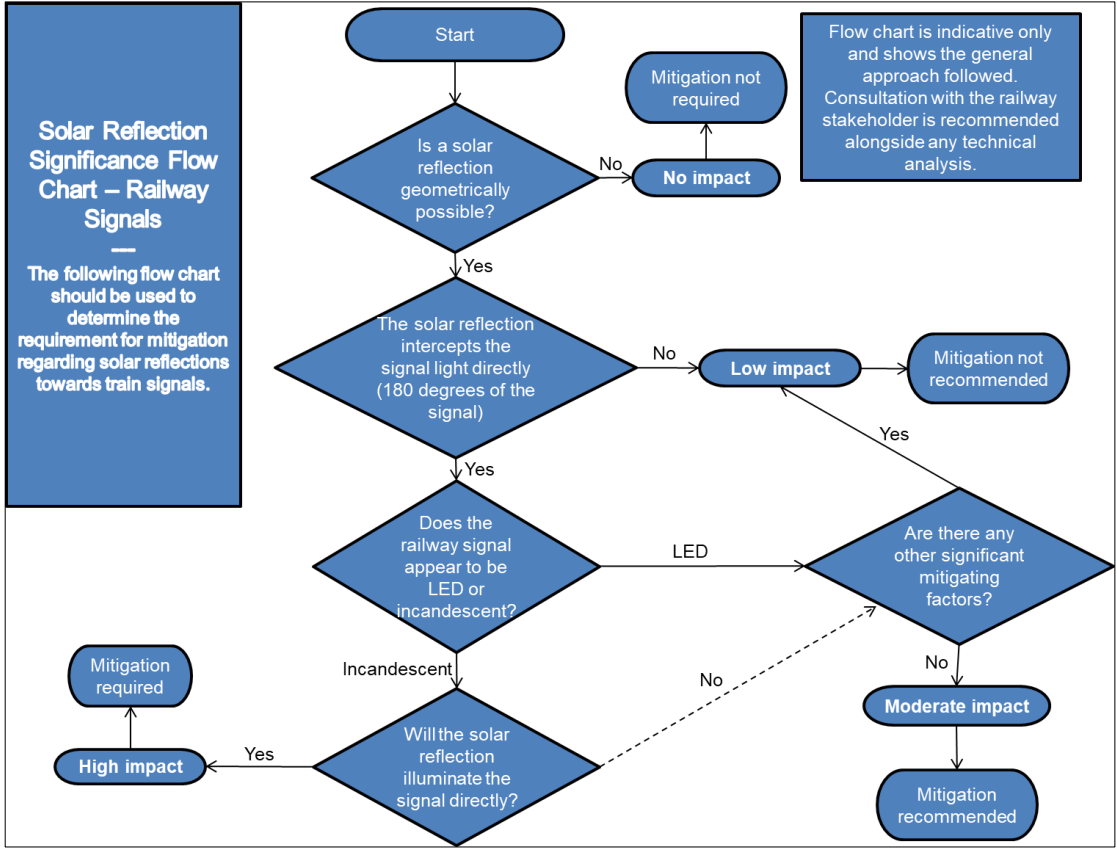 Solar Reflection
Significance Flow
Chart – Railway
Signals
---
The following flow chart
should be used to
determine the
requirement for mitigation
regarding solar reflections
towards train signals.
Start
Flow chart is indicative only
and shows the general
approach followed.
Consultation with the railway
stakeholder is recommended
alongside any technical
analysis.
Mitigation not
required
Is a solar
reflection
geometrically
possible?
No
No impact
Yes
The solar reflection
intercepts the
signal light directly
(180 degrees of the
signal)
No
Low impact
Mitigation not
recommended
Yes
Yes
Does the
railway signal
appear to be
LED or
incandescent?
LED
Are there any
other significant
mitigating
factors?
Incandescent
No
No
Mitigation
required
Moderate impact
Will the solar
reflection
illuminate the
signal directly?
Yes
High impact
Mitigation
recommended